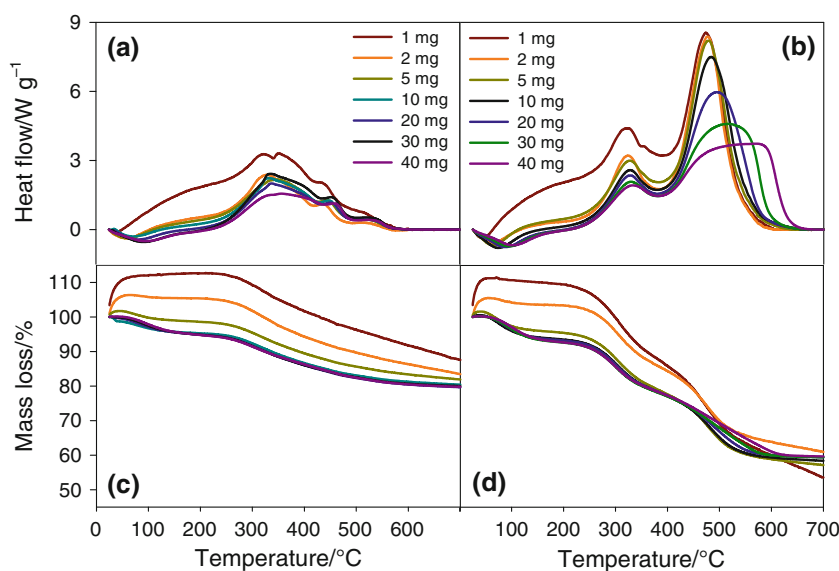 9
6
3
0
Heat flow/W g⁻¹
(a)
1 mg
2 mg
5 mg
10 mg
20 mg
30 mg
40 mg
(b)
1 mg
2 mg
5 mg
10 mg
20 mg
30 mg
40 mg
110
100
90
80
70
60
50
Mass loss/%
(c)
(d)
0 100 200 300 400 500 600
100 200 300 400 500 600 700
Temperature/°C
Temperature/°C